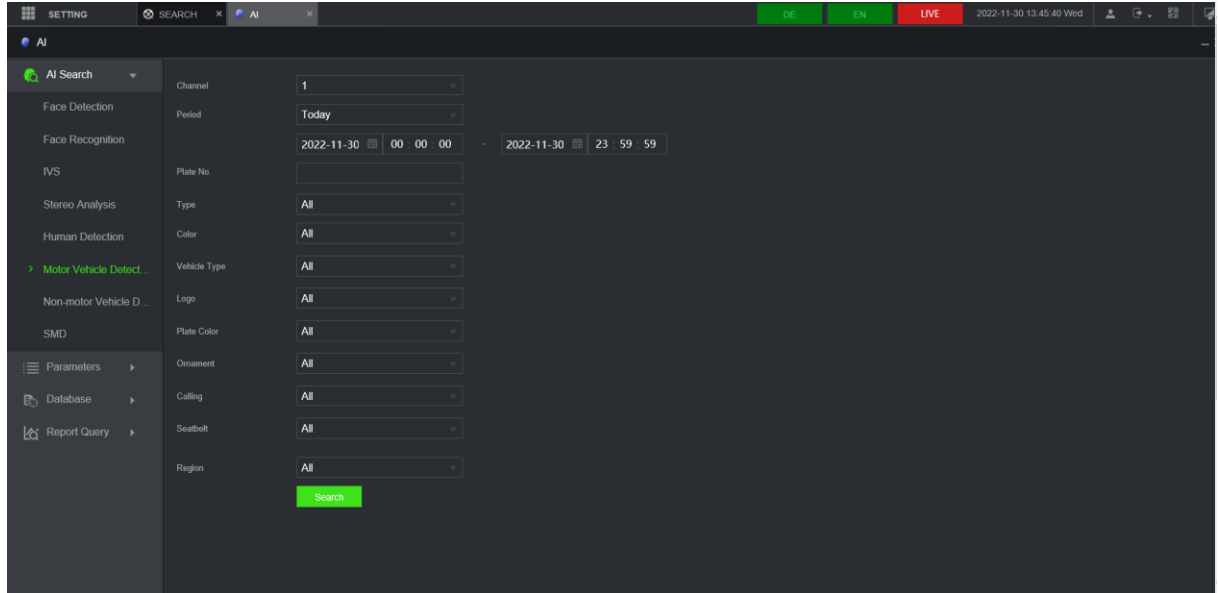 SETTING SEARCH × AI × DE EN LIVE 2022-11-30 13:45:40 Wed
AI
AI Search
Face Detection
Face Recognition
IVS
Stereo Analysis
Human Detection
Motor Vehicle Detect...
Non-motor Vehicle D...
SMD
Parameters
Database
Report Query
Channel 1
Period Today
2022-11-30 00 : 00 : 00 - 2022-11-30 23 : 59 : 59
Plate No.
Type All
Color All
Vehicle Type All
Logo All
Plate Color All
Ornament All
Calling All
Seatbelt All
Region All
Search